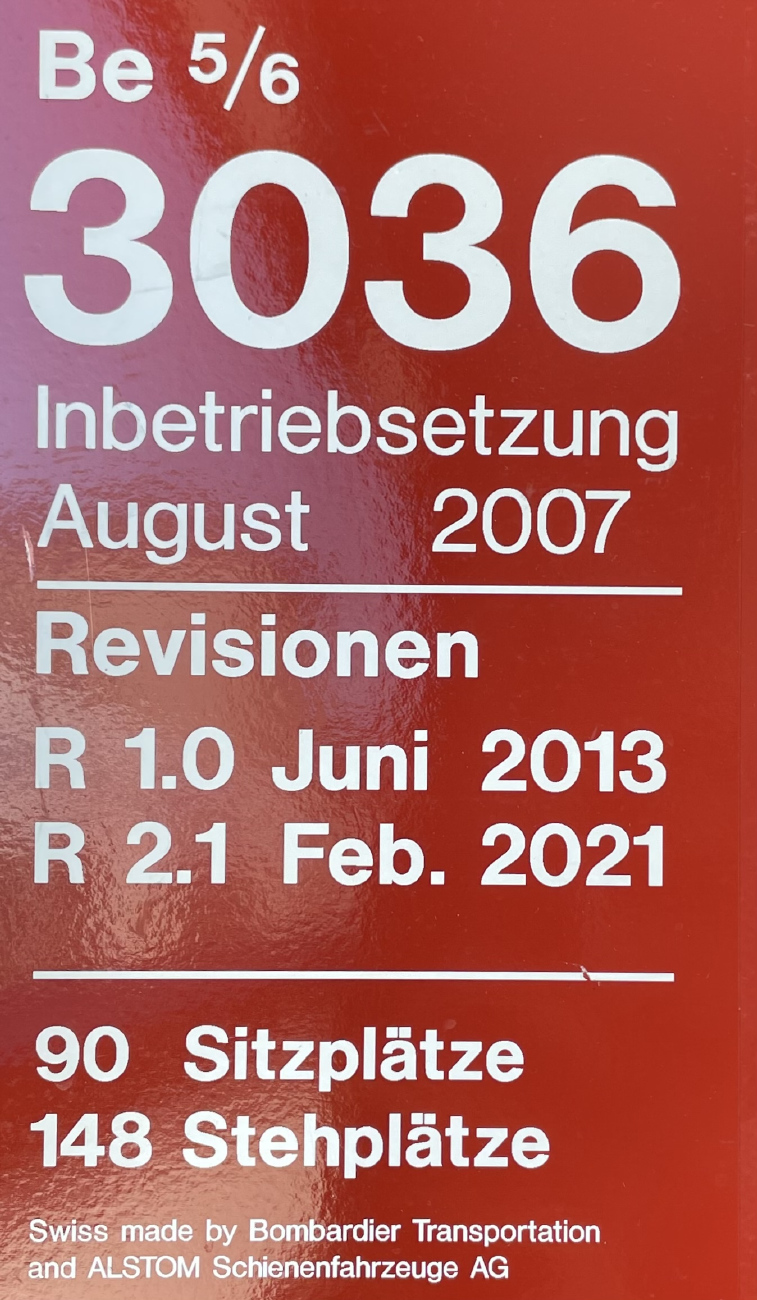 Be 5/6
3036
Inbetriebsetzung
August 2007
Revisionen
R 1.0 Juni 2013
R 2.1 Feb. 2021
90 Sitzplätze
148 Stehplätze
Swiss made by Bombardier Transportation
and ALSTOM Schienenfahrzeuge AG